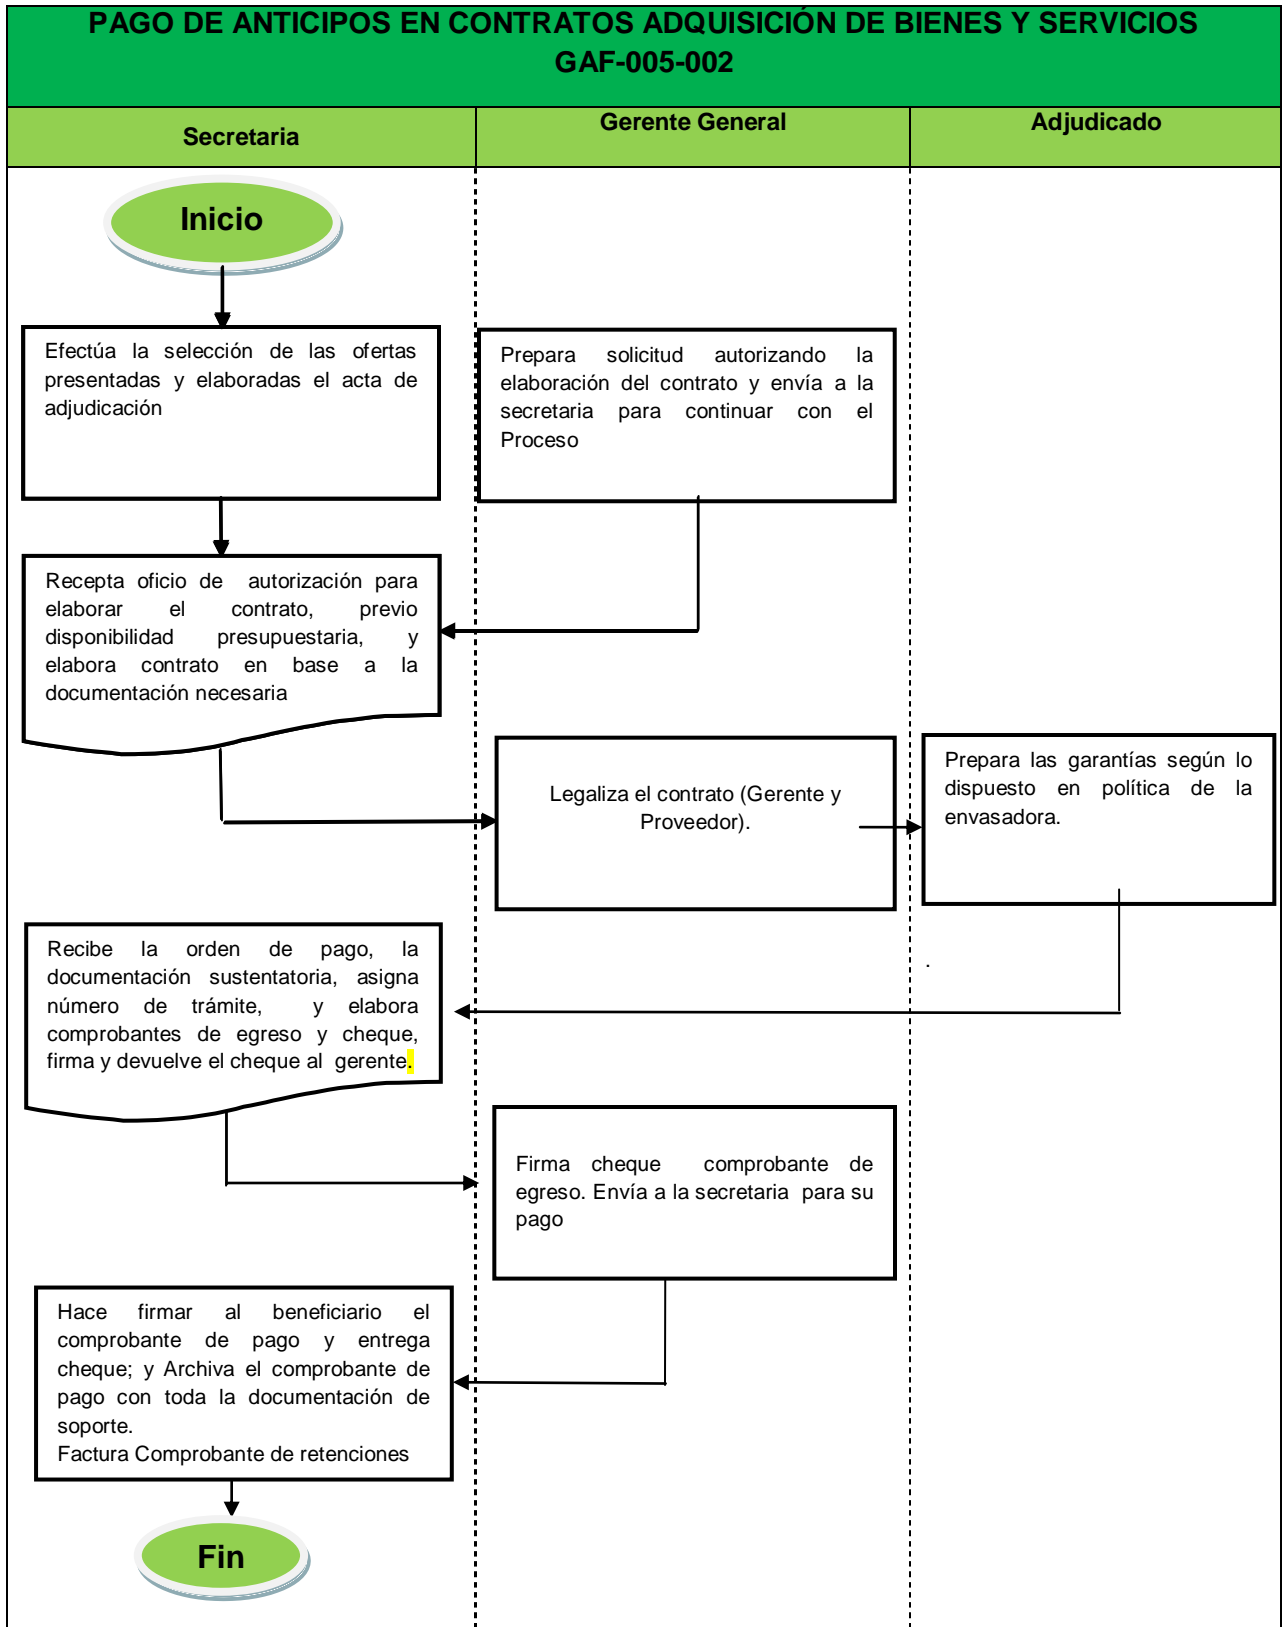 PAGO DE ANTICIPOS EN CONTRATOS ADQUISICIÓN DE BIENES Y SERVICIOS
GAF-005-002
Secretaria
Gerente General
Adjudicado
Inicio
Efectúa la selección de las ofertas
presentadas y elaboradas el acta de
adjudicación
Prepara solicitud autorizando la
elaboración del contrato y envía a la
secretaria para continuar con el
Proceso
Recepta oficio de autorización para
elaborar el contrato, previo
disponibilidad presupuestaria, y
elabora contrato en base a la
documentación necesaria
Legaliza el contrato (Gerente y
Proveedor).
Prepara las garantías según lo
dispuesto en política de la
envasadora.
.
Recibe la orden de pago, la
documentación sustentatoria, asigna
número de trámite, y elabora
comprobantes de egreso y cheque,
firma y devuelve el cheque al gerente.
Firma cheque comprobante de
egreso. Envía a la secretaria para su
pago
Hace firmar al beneficiario el
comprobante de pago y entrega
cheque; y Archiva el comprobante de
pago con toda la documentación de
soporte.
Factura Comprobante de retenciones
Fin